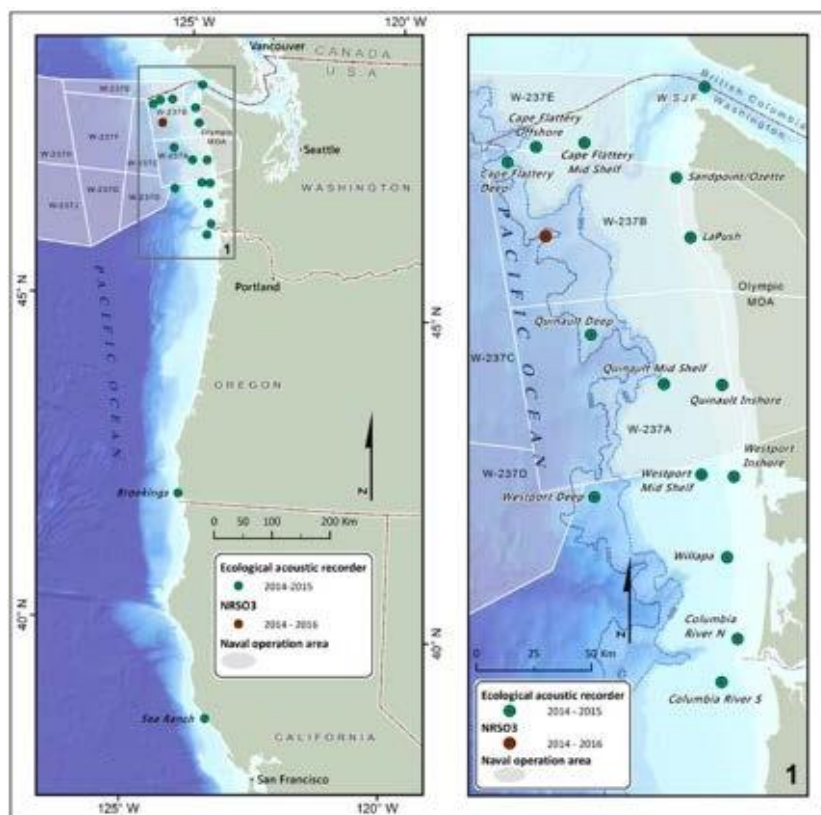 125° W
120° W
Vancouver
CANADA
U.S.A
W-237E
W-237B
W-237F
Olympic
MOA
Seattle
W-237A
WASHINGTON
W-237J
1
PACIFIC OCEAN
45° N
Portland
OREGON
Brookings
N
0 50 100 200 Km
Ecological acoustic recorder
2014-2015
NRSO3
2014 - 2016
Naval operation area
40° N
Sea Ranch
CALIFORNIA
San Francisco
125° W
120° W
British Columbia
Washington
W-237E
W S J F
Cape Flattery
Offshore
Cape Flattery
Mid Shelf
Cape Flattery
Deep
Sandpoint/Ozette
W-237B
LaPush
PACIFIC OCEAN
Olympic
MOA
45° N
Quinault Deep
W-237C
Quinault Mid Shelf
Quinault Inshore
W-237A
Westport
Inshore
W-237D
Westport
Mid Shelf
Westport Deep
Willapa
N
Columbia
River N
40° N
0 25 50 Km
Columbia River S
Ecological acoustic recorder
2014 - 2015
NRSO3
2014 - 2016
Naval operation area
1